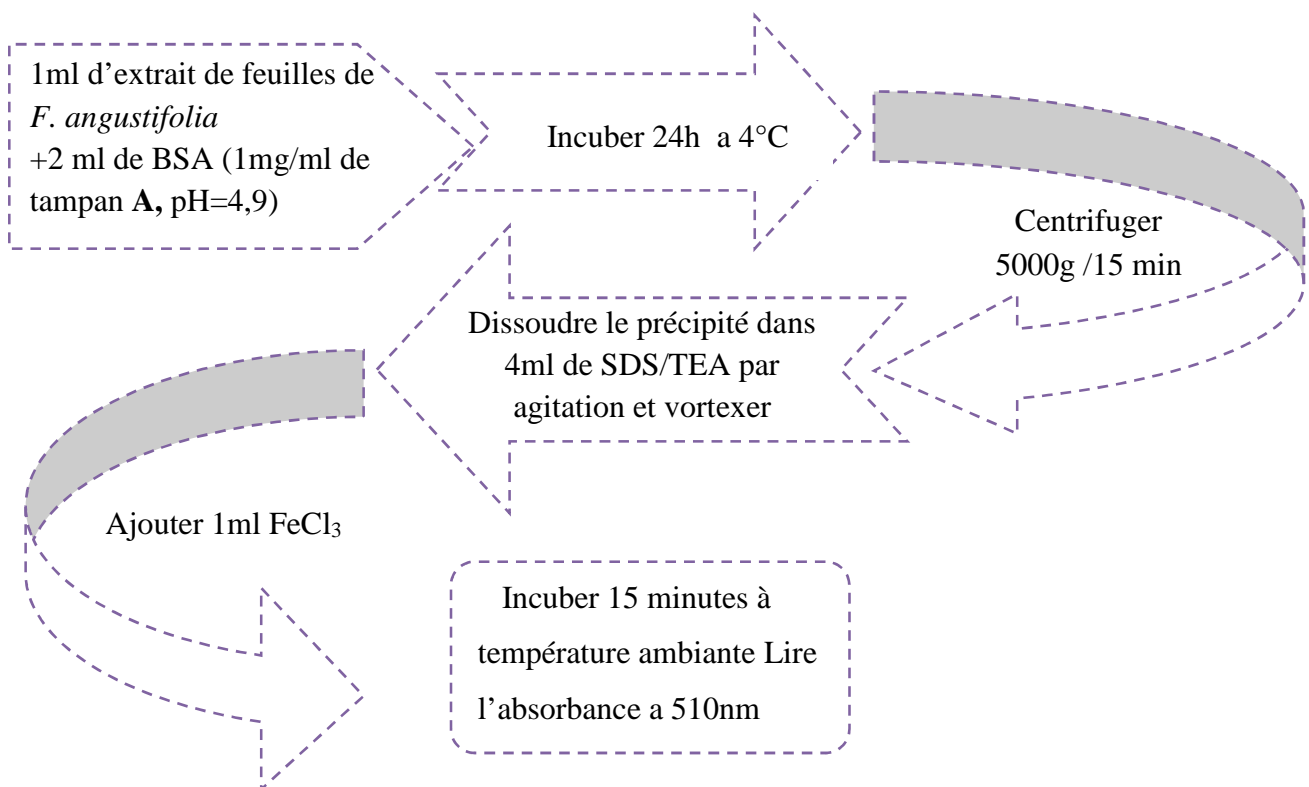 1ml d’extrait de feuilles de
F. angustifolia
+2 ml de BSA (1mg/ml de
tampan A, pH=4,9)
Incuber 24h a 4°C
Centrifuger
5000g /15 min
Dissoudre le précipité dans
4ml de SDS/TEA par
agitation et vortexer
Ajouter 1ml FeCl₃
Incuber 15 minutes à
température ambiante Lire
l’absorbance a 510nm